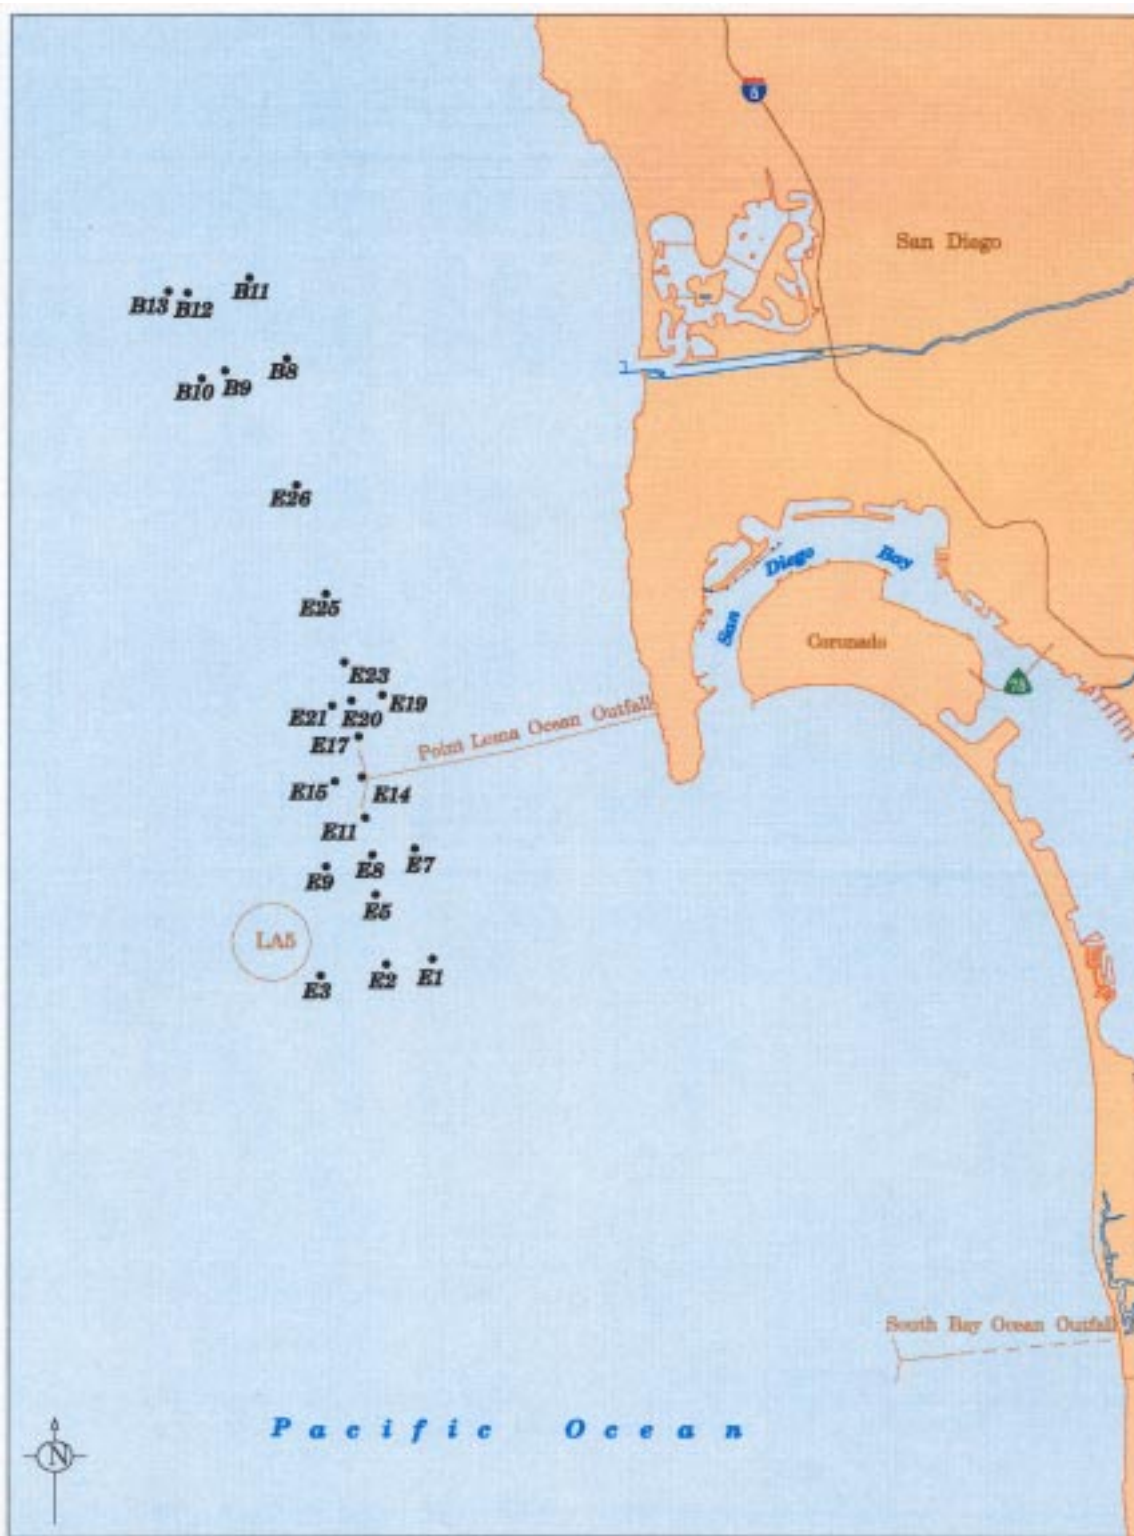 5
San Diego
B11
B13
B12
B8
B10
B9
E26
San Diego Bay
E25
Coronado
E23
E19
E21
E20
E17
Point Loma Ocean Outfall
E15
E14
E11
E7
E8
E9
E5
LA5
E2
E1
E3
South Bay Ocean Outfall
Pacific Ocean
N